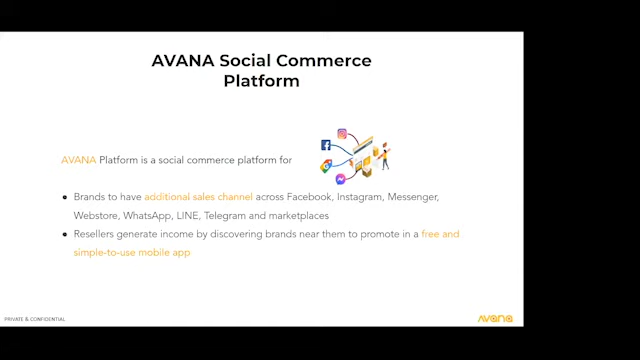 AVANA Social Commerce
Platform
AVANA Platform is a social commerce platform for
● Brands to have additional sales channel across Facebook, Instagram, Messenger,
Webstore, WhatsApp, LINE, Telegram and marketplaces
● Resellers generate income by discovering brands near them to promote in a free and
simple-to-use mobile app
PRIVATE & CONFIDENTIAL
AVANA